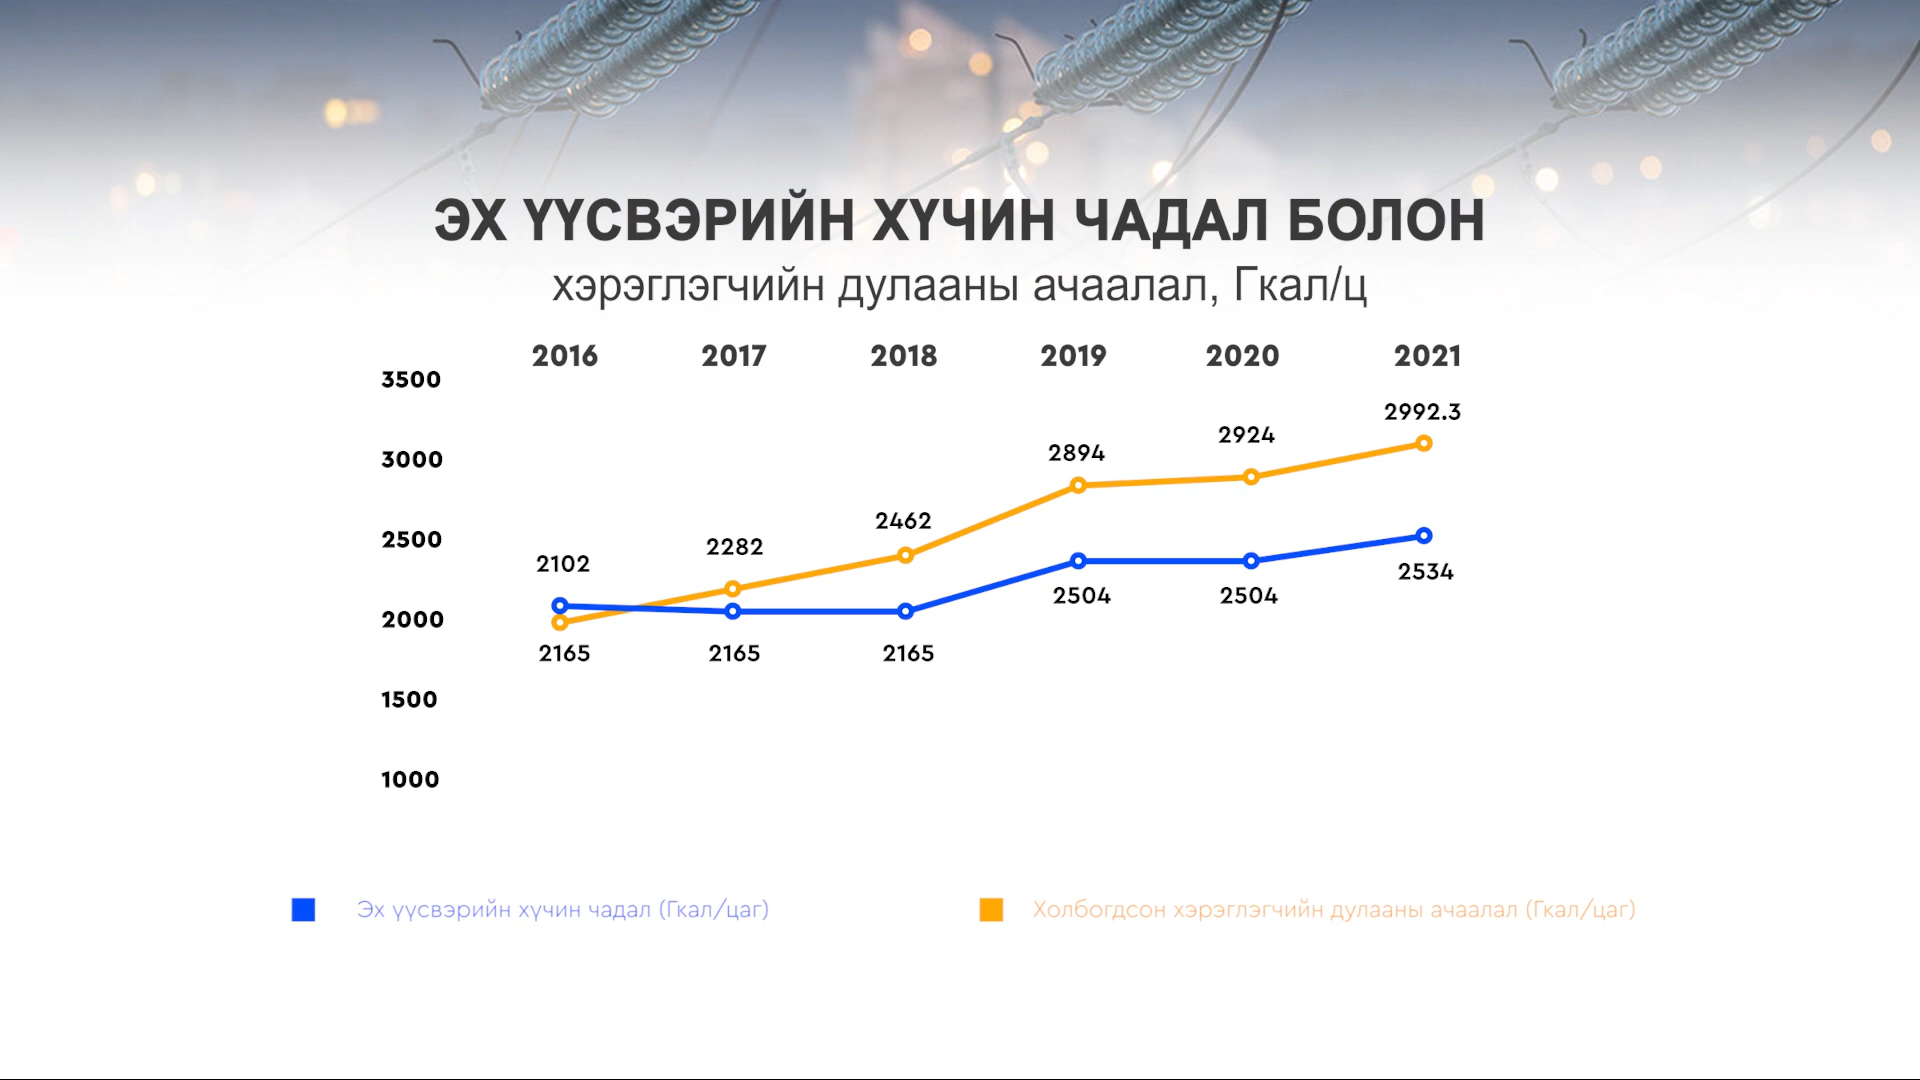 ЭХ ҮҮСВЭРИЙН ХҮЧИН ЧАДАЛ БОЛОН
хэрэглэгчийн дулааны ачаалал, Гкал/ц
2016 2017 2018 2019 2020 2021
3500
2992.3
2924
2894
3000
2462
2500
2282
2102
2534
2504 2504
2000
2165 2165 2165
1500
1000
Эх үүсвэрийн хүчин чадал (Гкал/цаг)
Холбогдсон хэрэглэгчийн дулааны ачаалал (Гкал/цаг)